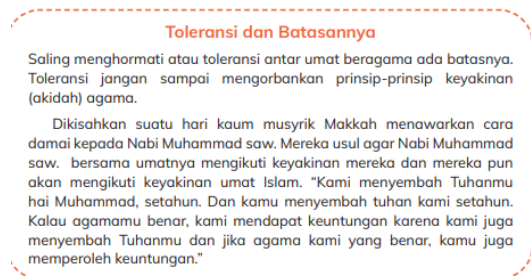 Toleransi dan Batasannya
Saling menghormati atau toleransi antar umat beragama ada batasnya.
Toleransi jangan sampai mengorbankan prinsip-prinsip keyakinan
(akidah) agama.
Dikisahkan suatu hari kaum musyrik Makkah menawarkan cara
damai kepada Nabi Muhammad saw. Mereka usul agar Nabi Muhammad
saw. bersama umatnya mengikuti keyakinan mereka dan mereka pun
akan mengikuti keyakinan umat Islam. “Kami menyembah Tuhanmu
hai Muhammad, setahun. Dan kamu menyembah tuhan kami setahun.
Kalau agamamu benar, kami mendapat keuntungan karena kami juga
menyembah Tuhanmu dan jika agama kami yang benar, kamu juga
memperoleh keuntungan.”